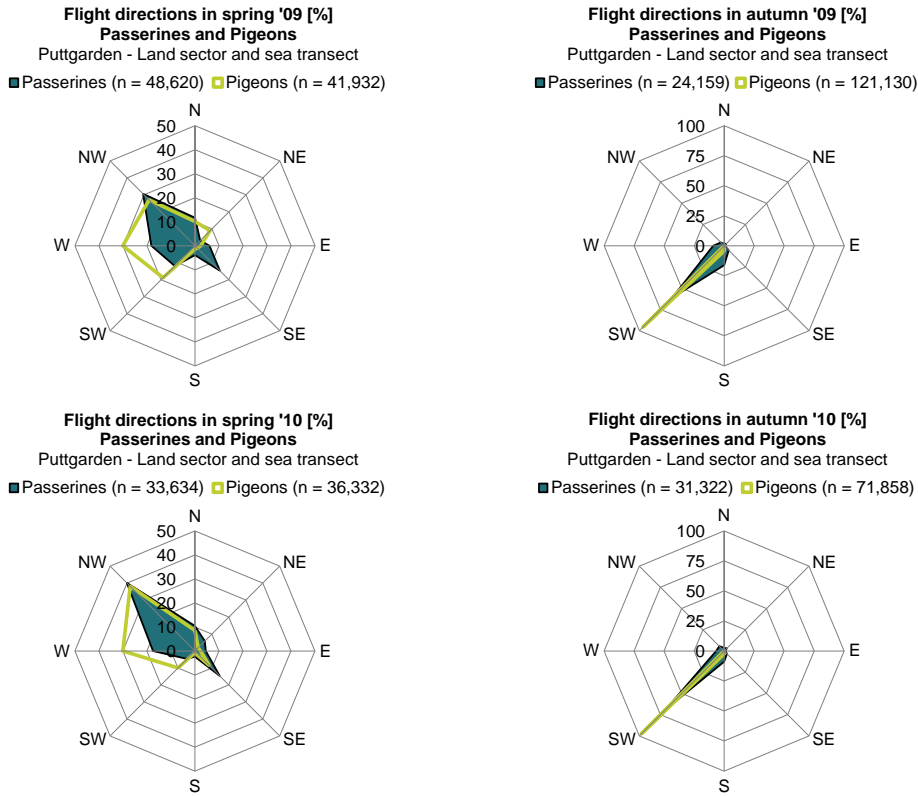 Flight directions in spring '09 [%]
Passerines and Pigeons
Puttgarden - Land sector and sea transect
Passerines (n = 48,620) Pigeons (n = 41,932)
N
50
40
30
20
10
0
NE
E
SE
S
SW
W
NW
Flight directions in autumn '09 [%]
Passerines and Pigeons
Puttgarden - Land sector and sea transect
Passerines (n = 24,159) Pigeons (n = 121,130)
N
100
75
50
25
0
NE
E
SE
S
SW
W
NW
Flight directions in spring '10 [%]
Passerines and Pigeons
Puttgarden - Land sector and sea transect
Passerines (n = 33,634) Pigeons (n = 36,332)
N
50
40
30
20
10
0
NE
E
SE
S
SW
W
NW
Flight directions in autumn '10 [%]
Passerines and Pigeons
Puttgarden - Land sector and sea transect
Passerines (n = 31,322) Pigeons (n = 71,858)
N
100
75
50
25
0
NE
E
SE
S
SW
W
NW